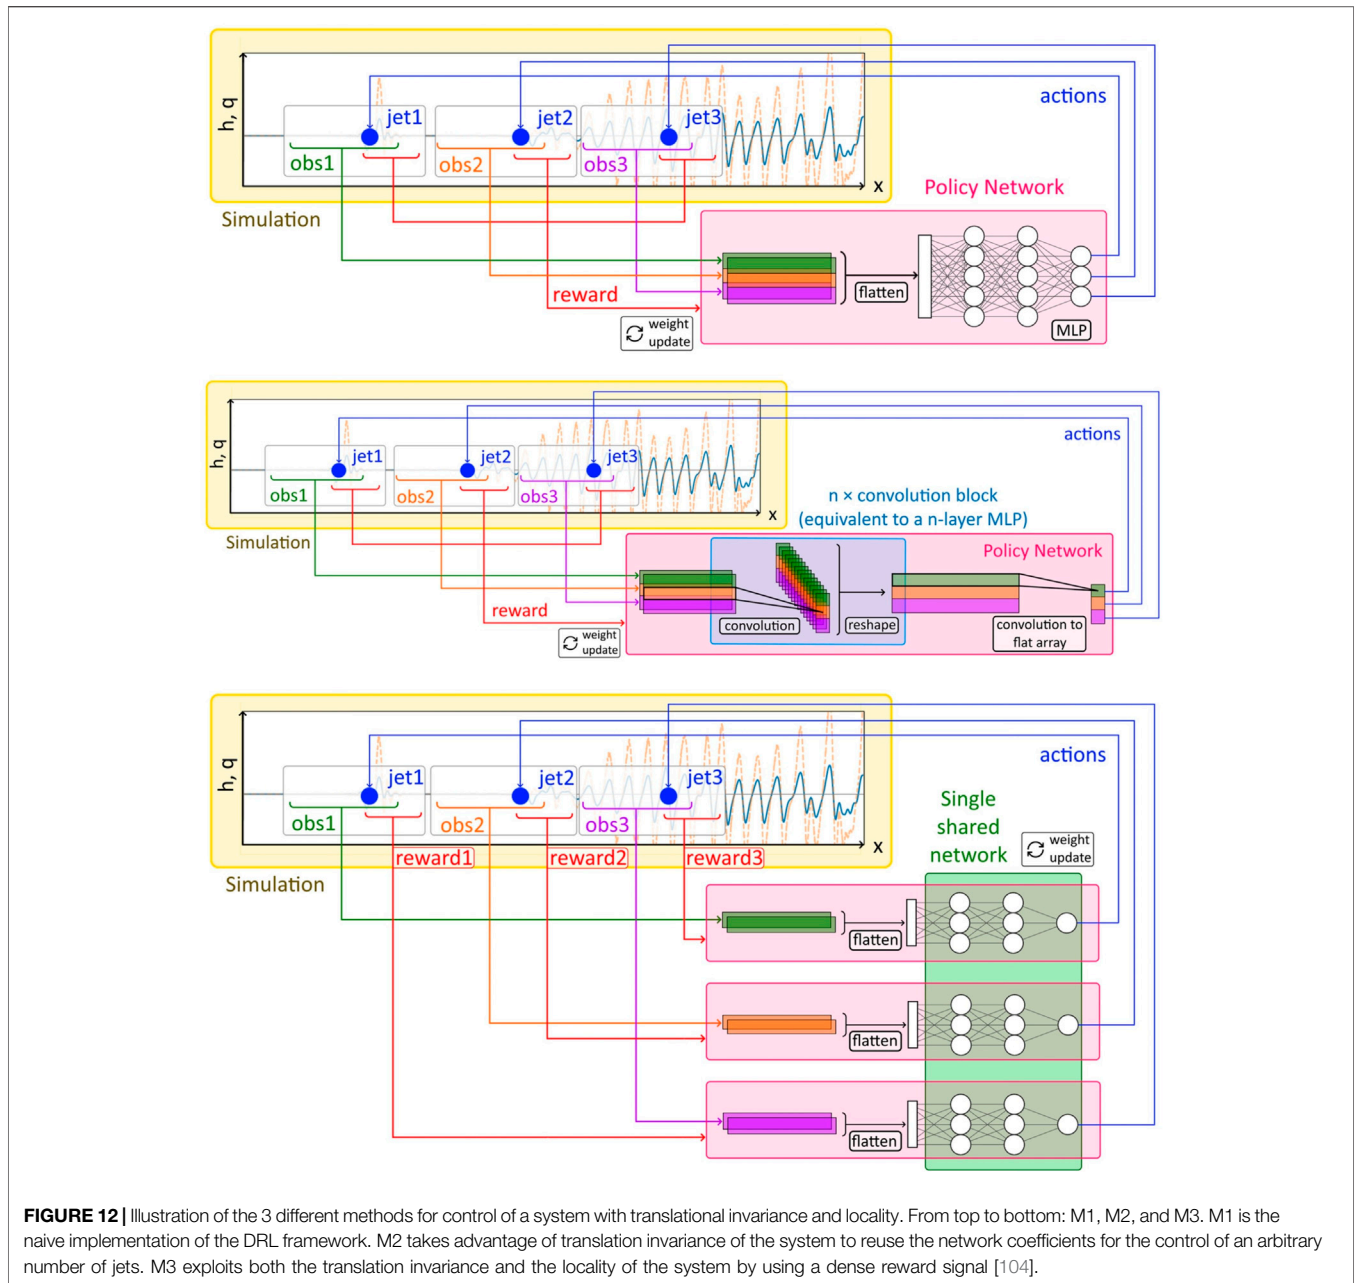 h, q
jet1
jet2
jet3
obs1
obs2
obs3
x
actions
Simulation
Policy Network
flatten
MLP
reward
weight
update
h, q
jet1
jet2
jet3
obs1
obs2
obs3
x
actions
Simulation
n × convolution block
(equivalent to a n-layer MLP)
Policy Network
convolution
reshape
convolution to
flat array
reward
weight
update
h, q
jet1
jet2
jet3
obs1
obs2
obs3
x
actions
reward1
reward2
reward3
Simulation
Single
shared
network
weight
update
flatten
flatten
flatten
FIGURE 12 | Illustration of the 3 different methods for control of a system with translational invariance and locality. From top to bottom: M1, M2, and M3. M1 is the
naive implementation of the DRL framework. M2 takes advantage of translation invariance of the system to reuse the network coefficients for the control of an arbitrary
number of jets. M3 exploits both the translation invariance and the locality of the system by using a dense reward signal [104].